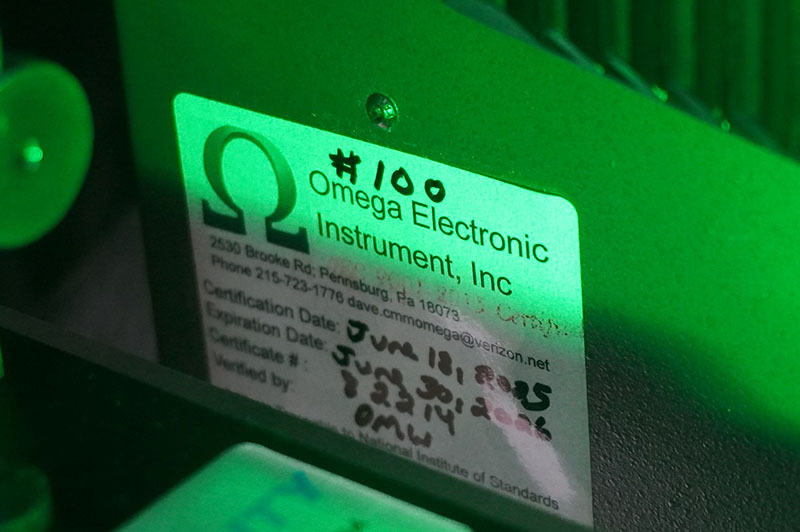 #100
Ω
Omega Electronic
Instrument, Inc
2530 Brooke Rd; Pennsburg, Pa 18073
Phone 215-723-1776 dave.cmmomega@verizon.net
Certification Date: June 18, 2025
Expiration Date: June 30, 2026
Certificate #: 82214
Verified by: OMW
to National Institute of Standards